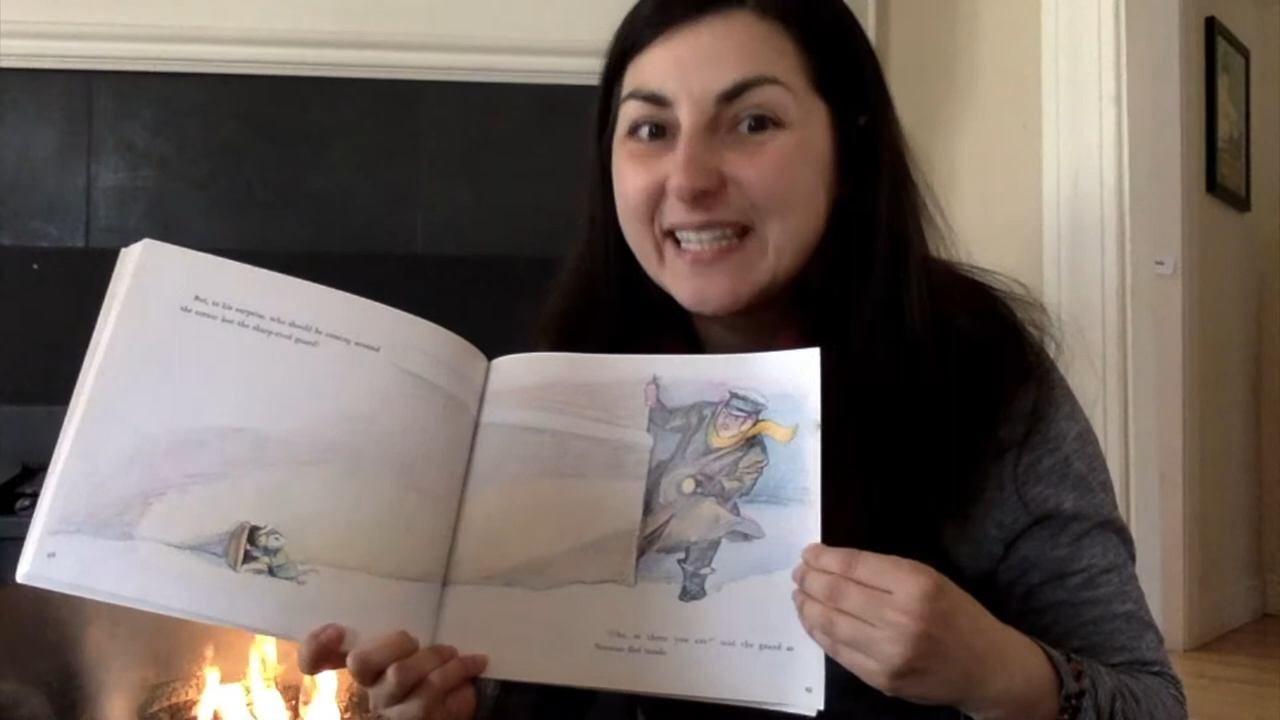 But, to his surprise, who should be coming around
the corner but the sharp-eyed guard!
"Oho, so there you are!" said the guard as
Norman fled inside.